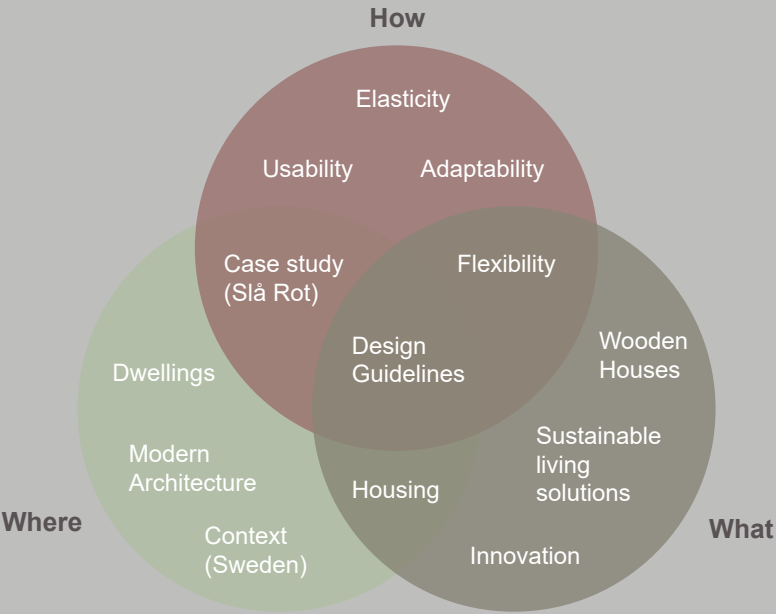 How
Elasticity
Usability
Adaptability
Case study
(Slå Rot)
Flexibility
Design
Guidelines
Wooden
Houses
Dwellings
Modern
Architecture
Sustainable
living
solutions
Housing
Where
What
Context
(Sweden)
Innovation